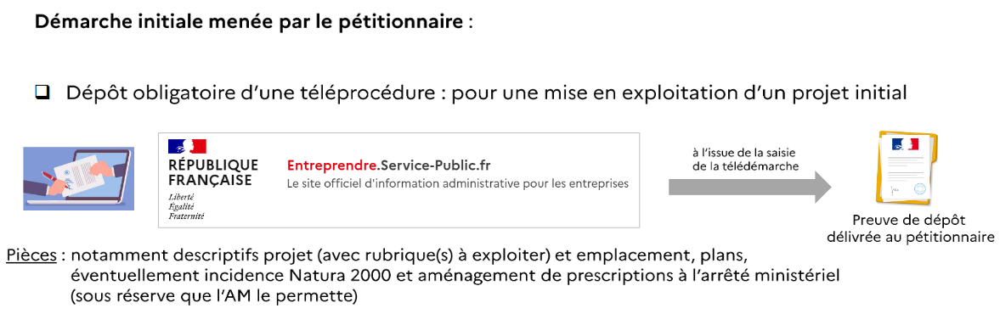 Démarche initiale menée par le pétitionnaire :
❑ Dépôt obligatoire d'une téléprocédure : pour une mise en exploitation d'un projet initial
RÉPUBLIQUE
FRANÇAISE
Liberté
Égalité
Fraternité
Entreprendre.Service-Public.fr
Le site officiel d'information administrative pour les entreprises
à l'issue de la saisie
de la télédémarche
Preuve de dépôt
délivrée au pétitionnaire
Pièces : notamment descriptifs projet (avec rubrique(s) à exploiter) et emplacement, plans,
éventuellement incidence Natura 2000 et aménagement de prescriptions à l'arrêté ministériel
(sous réserve que l'AM le permette)